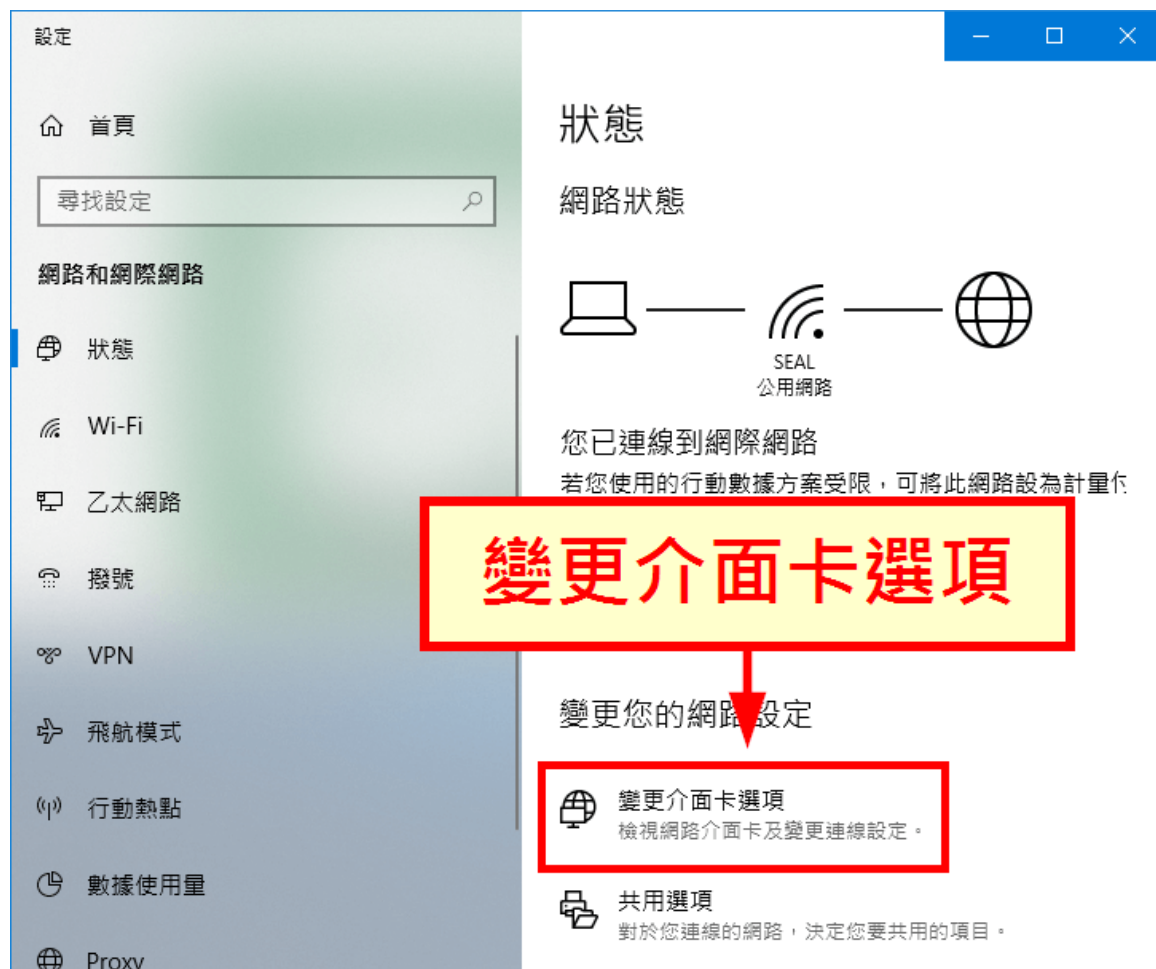 設定
首頁
尋找設定
網路和網際網路
狀態
Wi-Fi
乙太網路
撥號
VPN
飛航模式
行動熱點
數據使用量
Proxy
狀態
網路狀態
SEAL
公用網路
您已連線到網際網路
若您使用的行動數據方案受限，可將此網路設為計量付
變更介面卡選項
變更您的網路設定
變更介面卡選項
檢視網路介面卡及變更連線設定。
共用選項
對於您連線的網路，決定您要共用的項目。